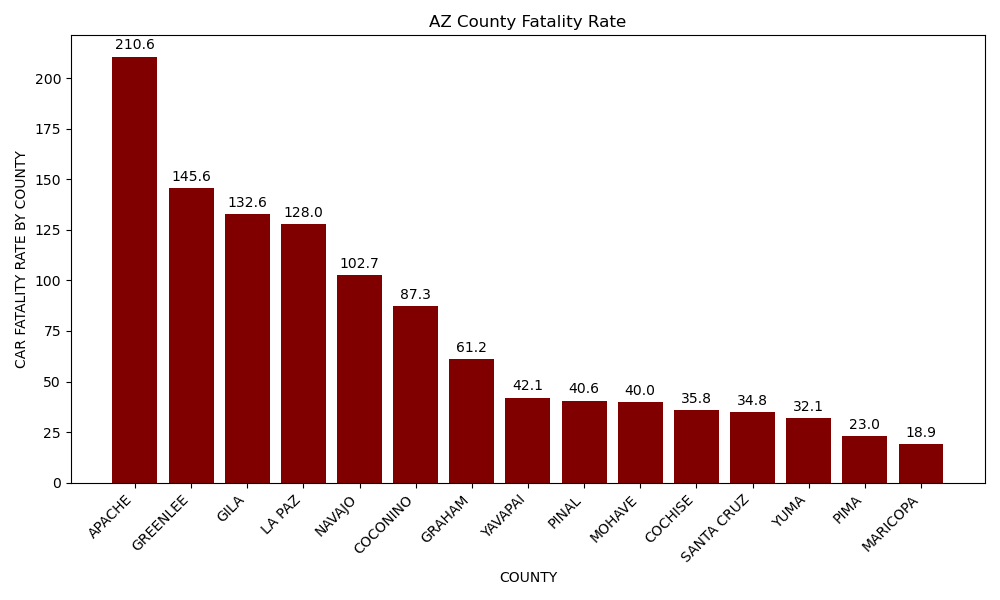 AZ County Fatality Rate
CAR FATALITY RATE BY COUNTY
200
175
150
125
100
75
50
25
0
210.6
145.6
132.6
128.0
102.7
87.3
61.2
42.1
40.6
40.0
35.8
34.8
32.1
23.0
18.9
APACHE
GREENLEE
GILA
LA PAZ
NAVAJO
COCONINO
GRAHAM
YAVAPAI
PINAL
MOHAVE
COCHISE
SANTA CRUZ
YUMA
PIMA
MARICOPA
COUNTY